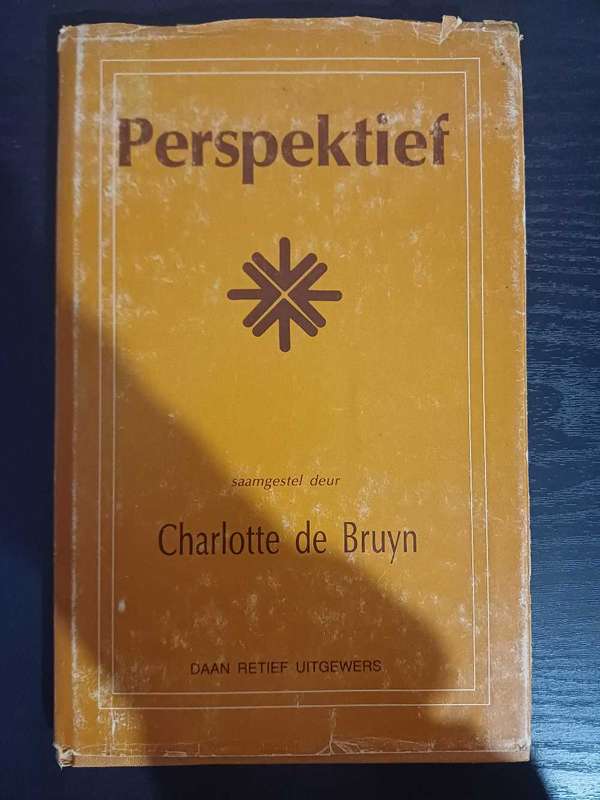 Perspektief
saamgestel deur
Charlotte de Bruyn
DAAN RETIEF UITGEWERS